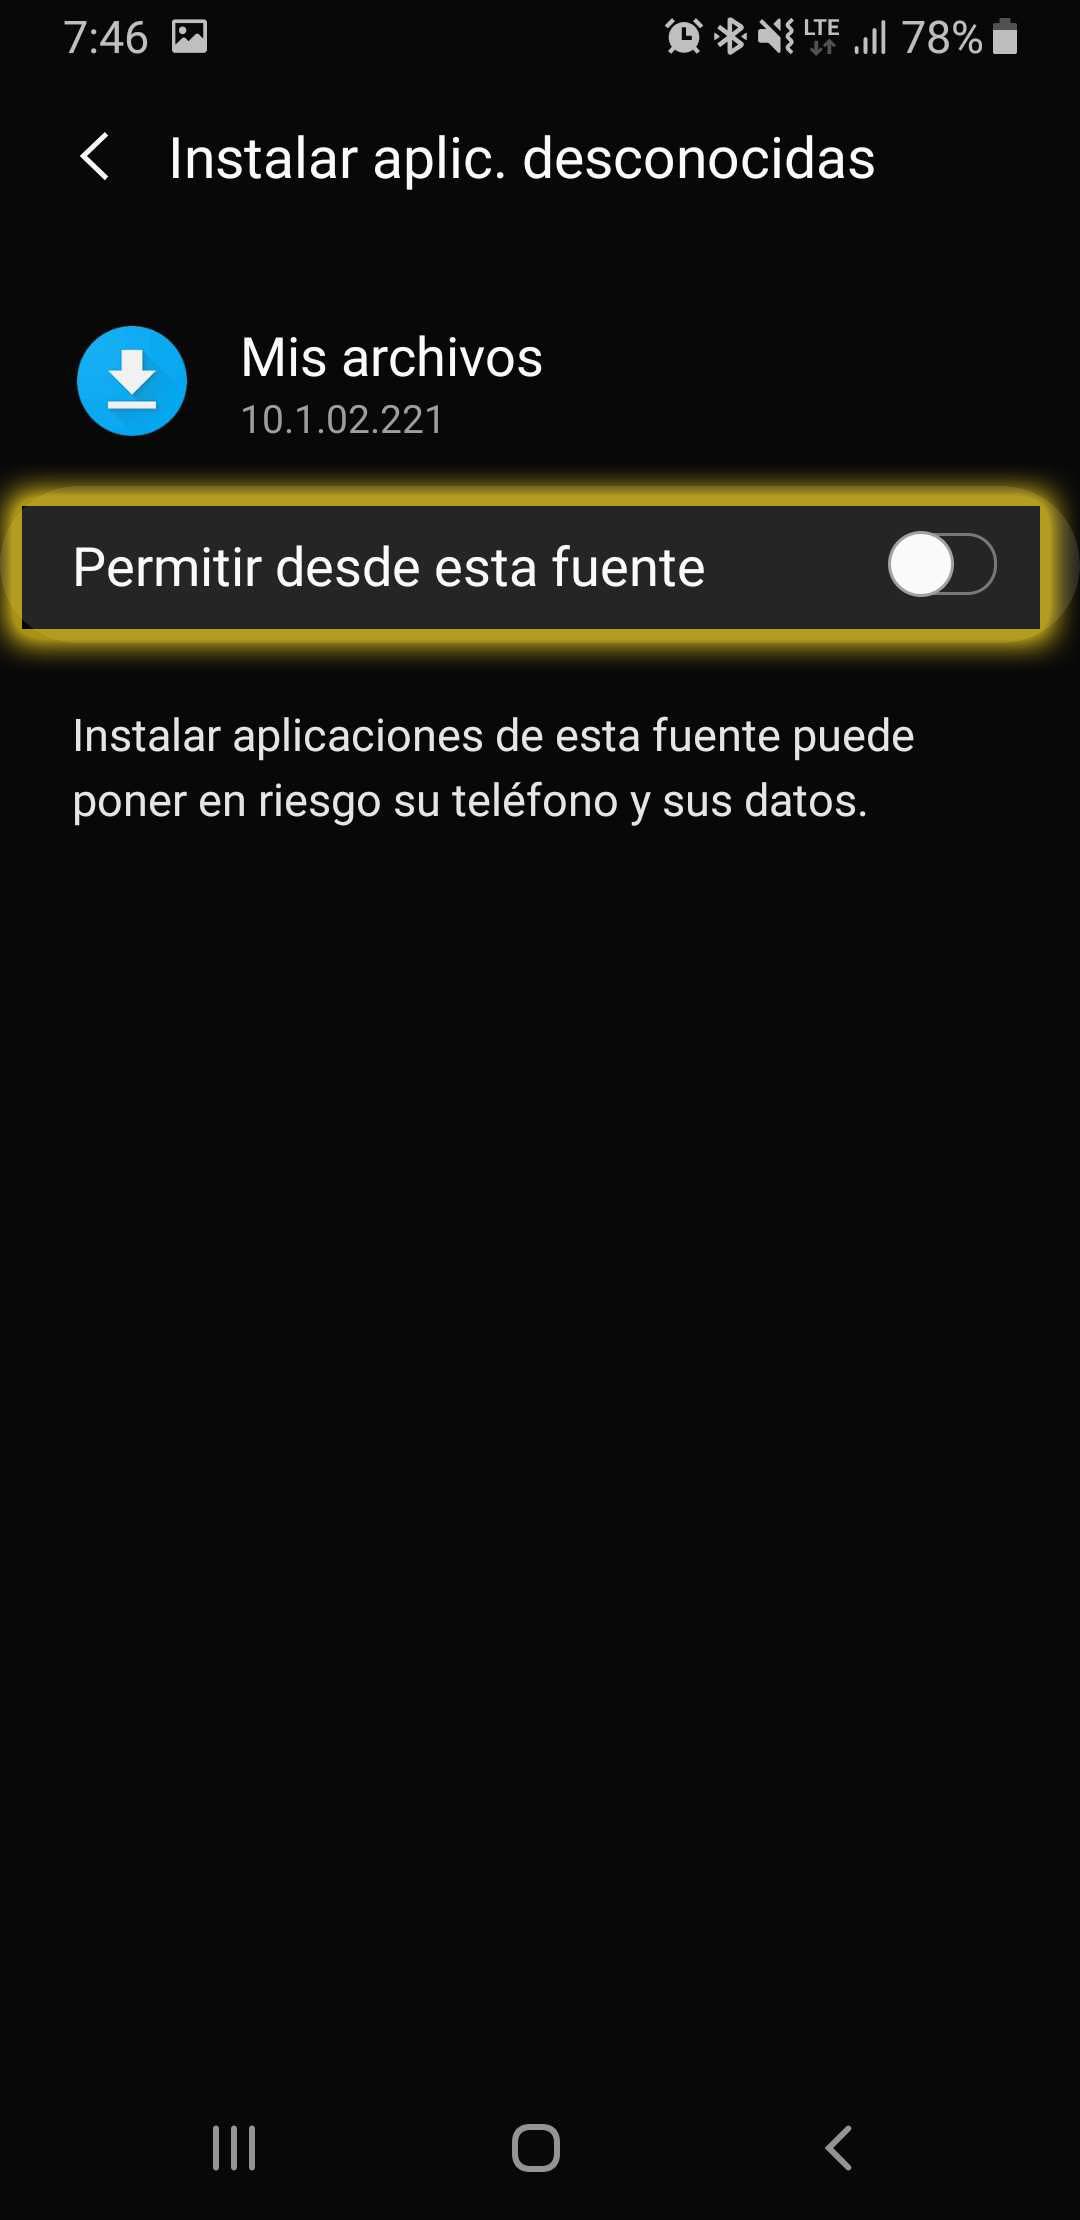 7:46 LTE 78%
Instalar aplic. desconocidas
Mis archivos
10.1.02.221
Permitir desde esta fuente
Instalar aplicaciones de esta fuente puede
poner en riesgo su teléfono y sus datos.